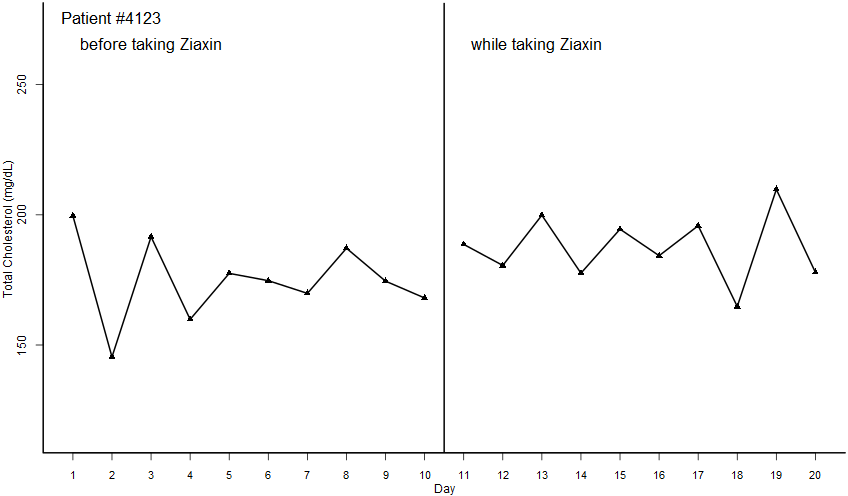 Patient #4123
before taking Ziaxin
while taking Ziaxin
Total Cholesterol (mg/dL)
250
200
150
1 2 3 4 5 6 7 8 9 10 11 12 13 14 15 16 17 18 19 20
Day